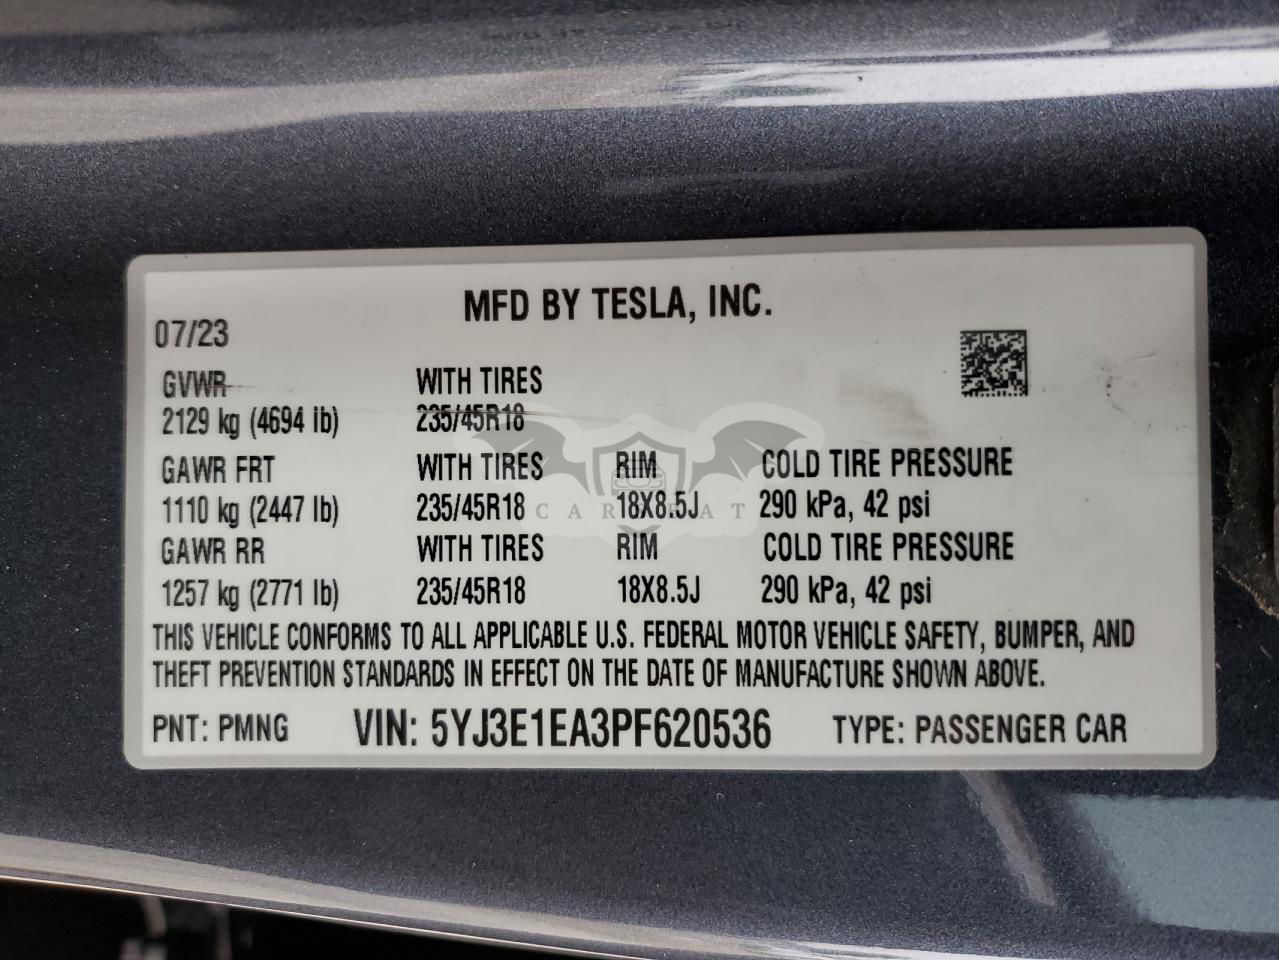 MFD BY TESLA, INC.
07/23
GVWR WITH TIRES
2129 kg (4694 lb) 235/45R18
GAWR FRT WITH TIRES RIM COLD TIRE PRESSURE
1110 kg (2447 lb) 235/45R18 18X8.5J 290 kPa, 42 psi
GAWR RR WITH TIRES RIM COLD TIRE PRESSURE
1257 kg (2771 lb) 235/45R18 18X8.5J 290 kPa, 42 psi
THIS VEHICLE CONFORMS TO ALL APPLICABLE U.S. FEDERAL MOTOR VEHICLE SAFETY, BUMPER, AND
THEFT PREVENTION STANDARDS IN EFFECT ON THE DATE OF MANUFACTURE SHOWN ABOVE.
PNT: PMNG VIN: 5YJ3E1EA3PF620536 TYPE: PASSENGER CAR